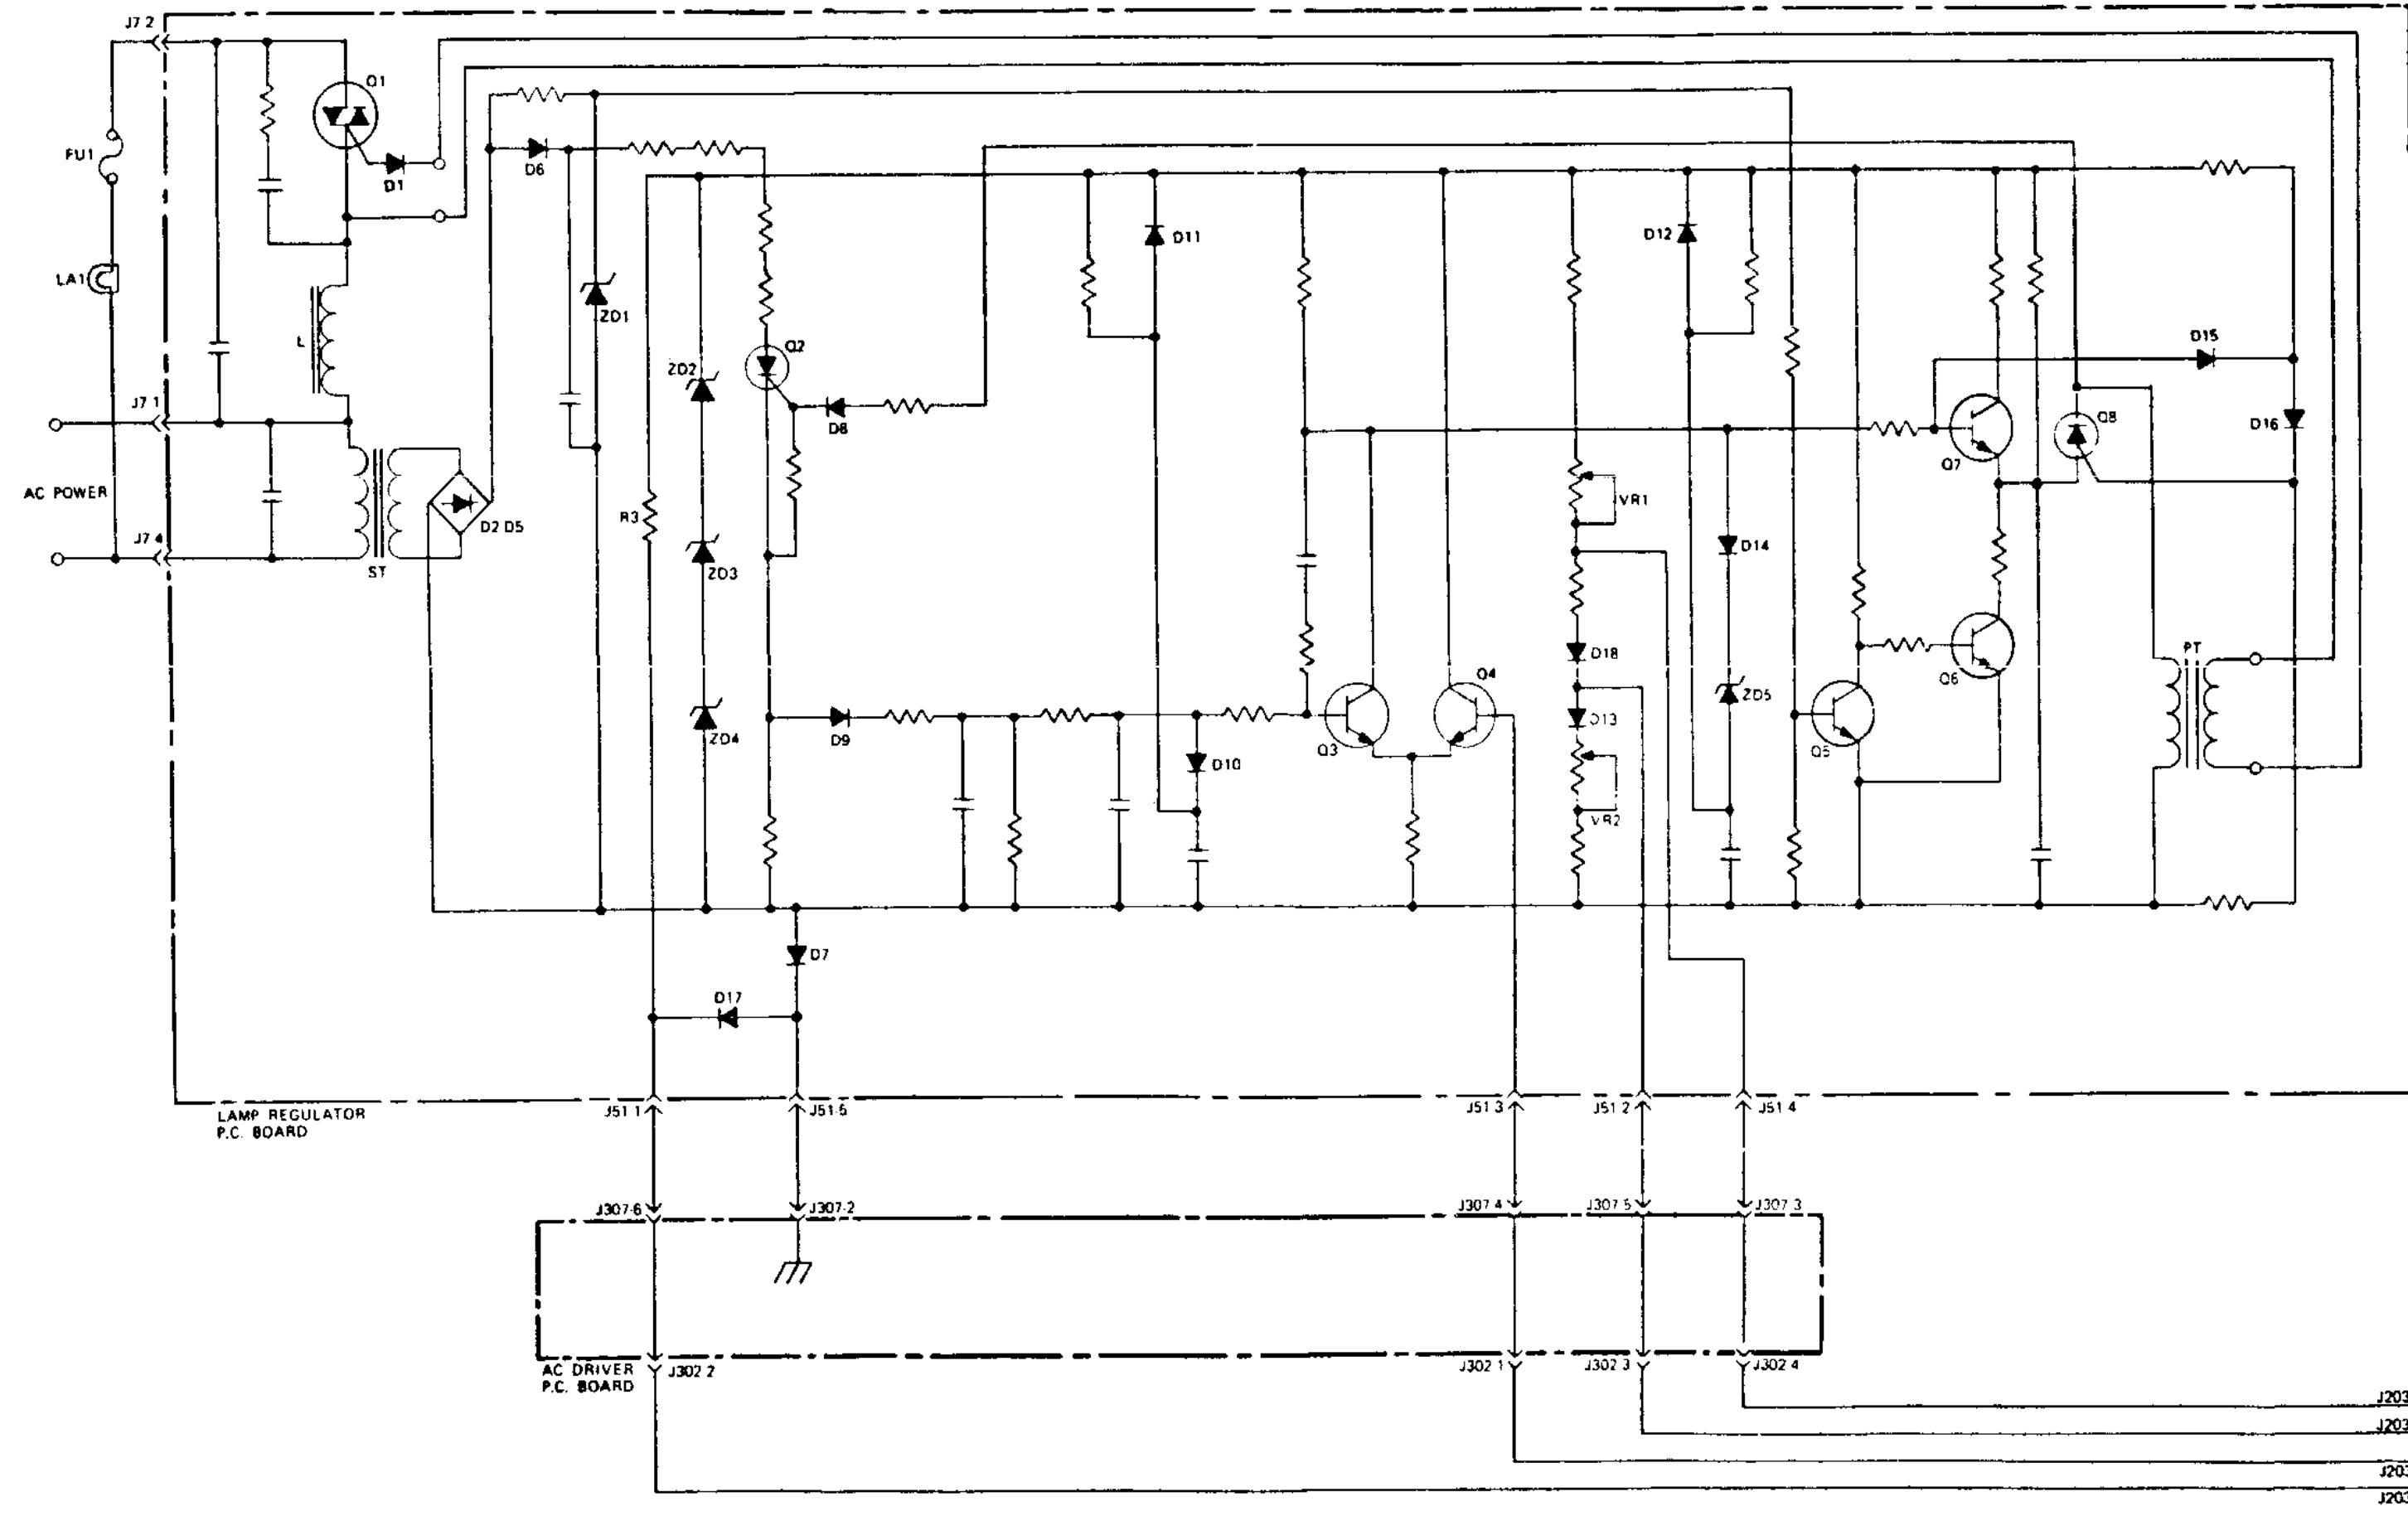 J7 2
Q1
FU1
D1
D6
LA1
D11
D12
ZD1
L
Q2
D15
ZD2
J7 1
D8
Q8
D16
Q7
AC POWER
VR1
R3
D2 D5
J7 4
D14
ST
ZD3
D18
PT
Q4
Q6
ZD5
ZD4
D9
Q3
D13
Q5
D10
VR2
D7
D17
J51 1
J51-5
J51 3
J51 2
J51 4
LAMP REGULATOR
P.C. BOARD
J307-6
J307-2
J307 4
J307 5
J307 3
AC DRIVER
P.C. BOARD
J302 2
J302 1
J302 3
J302 4
J203
J203
J203
J203